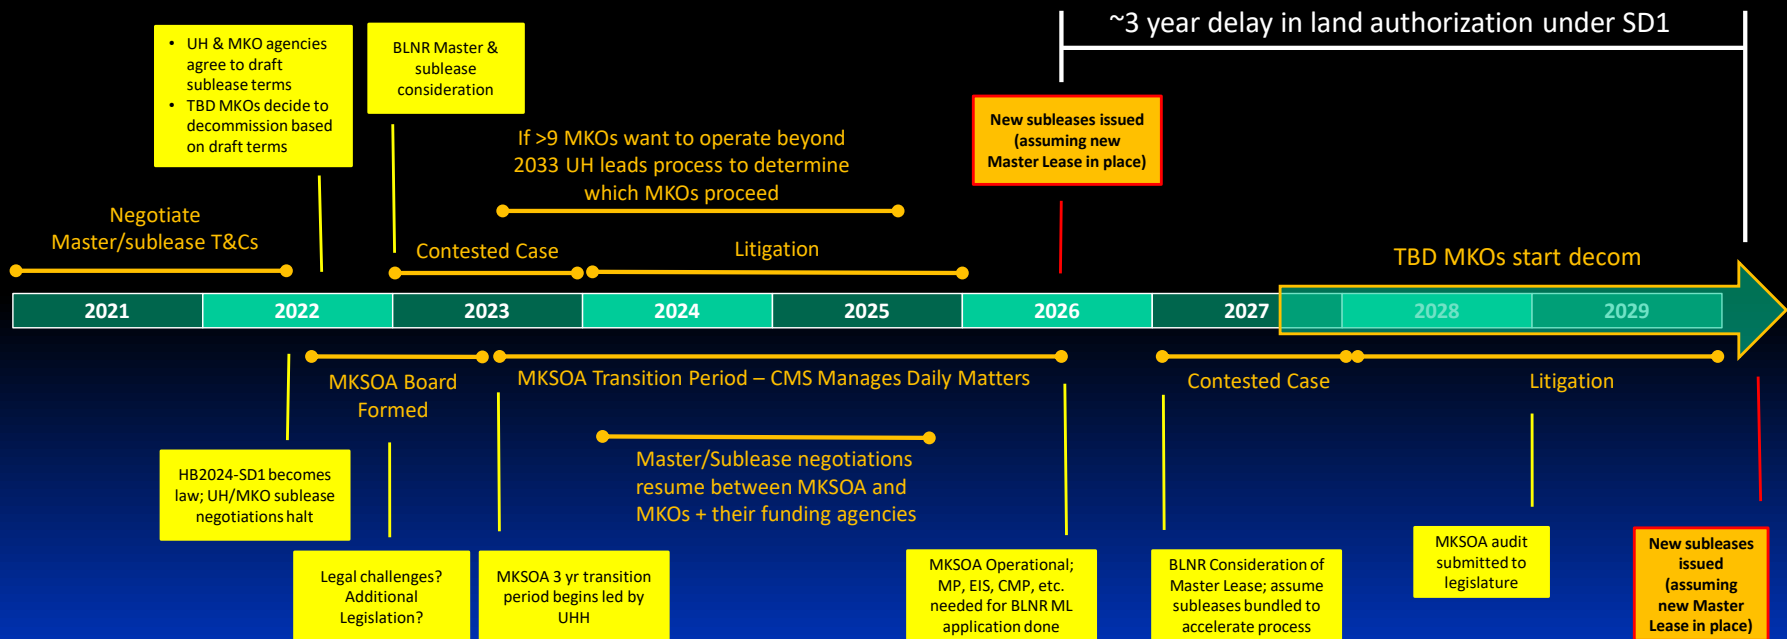 ~3 year delay in land authorization under SD1
• UH & MKO agencies
agree to draft
sublease terms
• TBD MKOs decide to
decommission based
on draft terms
BLNR Master &
sublease
consideration
New subleases issued
(assuming new
Master Lease in place)
If >9 MKOs want to operate beyond
2033 UH leads process to determine
which MKOs proceed
Negotiate
Master/sublease T&Cs
Contested Case
Litigation
TBD MKOs start decom
2021
2022
2023
2024
2025
2026
2027
2028
2029
MKSOA Board
Formed
MKSOA Transition Period – CMS Manages Daily Matters
Contested Case
Litigation
Master/Sublease negotiations
resume between MKSOA and
MKOs + their funding agencies
HB2024-SD1 becomes
law; UH/MKO sublease
negotiations halt
Legal challenges?
Additional
Legislation?
MKSOA 3 yr transition
period begins led by
UHH
MKSOA Operational;
MP, EIS, CMP, etc.
needed for BLNR ML
application done
BLNR Consideration of
Master Lease; assume
subleases bundled to
accelerate process
MKSOA audit
submitted to
legislature
New subleases
issued
(assuming
new Master
Lease in place)